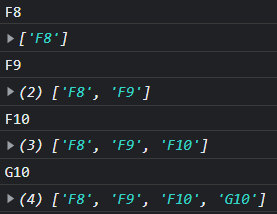 F8
▶ ['F8']
F9
▶ (2) ['F8', 'F9']
F10
▶ (3) ['F8', 'F9', 'F10']
G10
▶ (4) ['F8', 'F9', 'F10', 'G10']